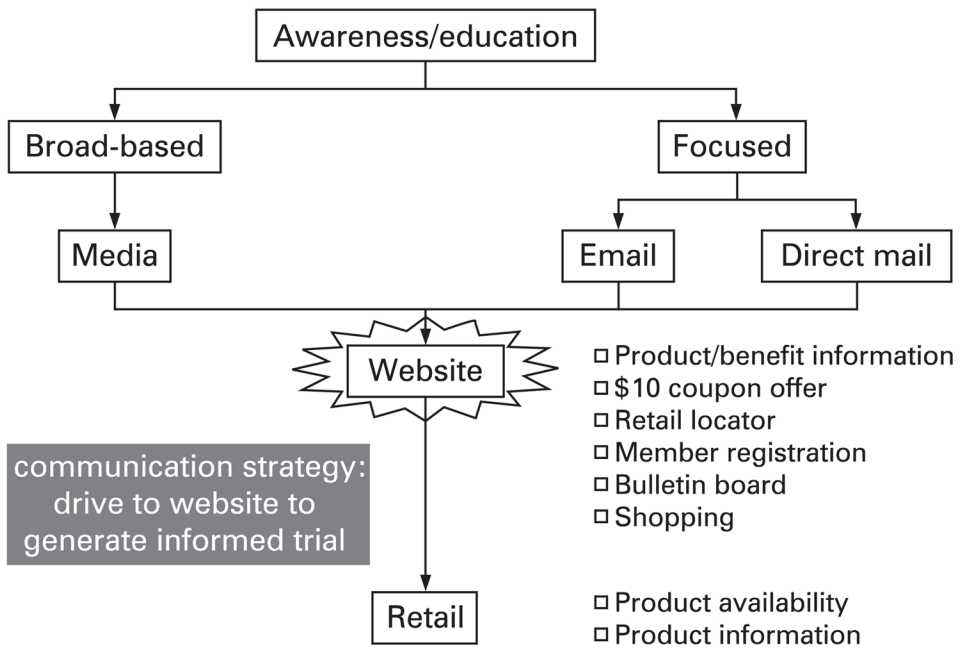 Awareness/education
Broad-based
Focused
Media
Email
Direct mail
Website
□ Product/benefit information
□ $10 coupon offer
□ Retail locator
□ Member registration
□ Bulletin board
□ Shopping
communication strategy:
drive to website to
generate informed trial
Retail
□ Product availability
□ Product information